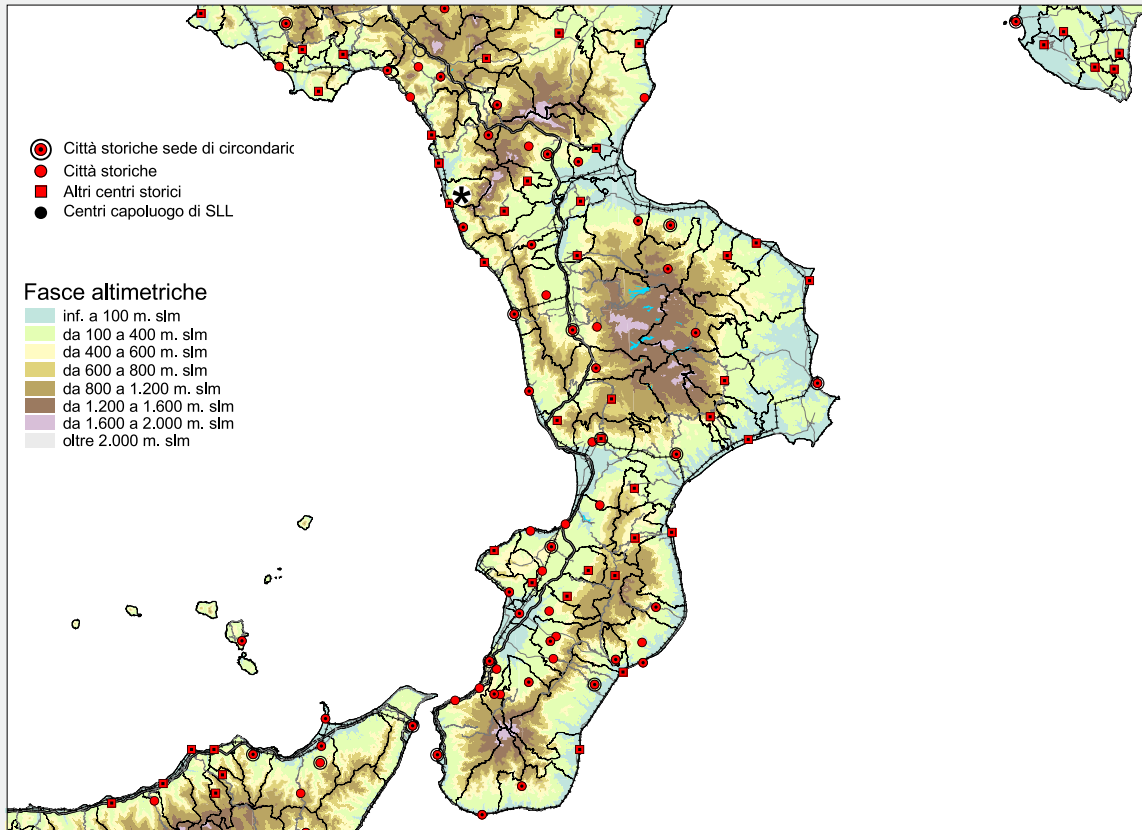 Città storiche sede di circondario
Città storiche
Altri centri storici
Centri capoluogo di SLL
Fasce altimetriche
inf. a 100 m. slm
da 100 a 400 m. slm
da 400 a 600 m. slm
da 600 a 800 m. slm
da 800 a 1.200 m. slm
da 1.200 a 1.600 m. slm
da 1.600 a 2.000 m. slm
oltre 2.000 m. slm
*